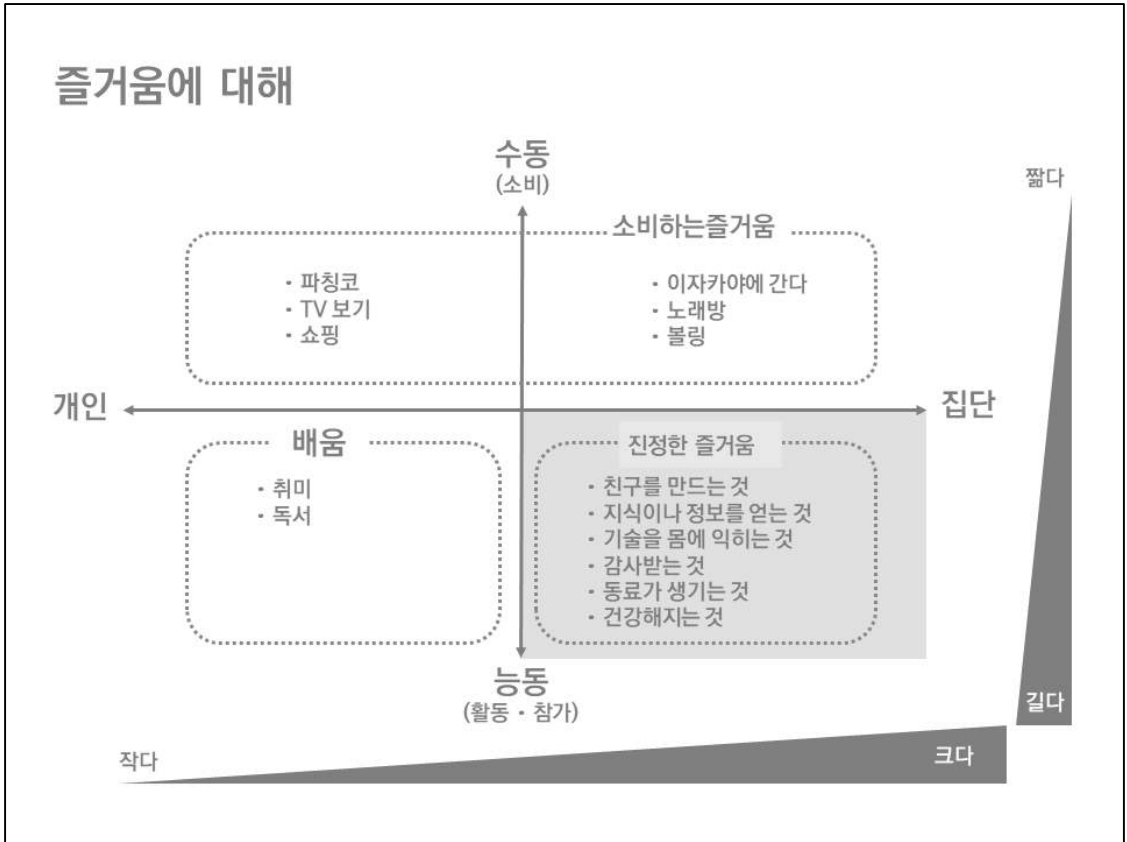 즐거움에 대해
수동
(소비)
짧다
소비하는즐거움
· 파칭코
· TV 보기
· 쇼핑
· 이자카야에 간다
· 노래방
· 볼링
개인
집단
배움
· 취미
· 독서
진정한 즐거움
· 친구를 만드는 것
· 지식이나 정보를 얻는 것
· 기술을 몸에 익히는 것
· 감사받는 것
· 동료가 생기는 것
· 건강해지는 것
능동
(활동 · 참가)
길다
작다
크다